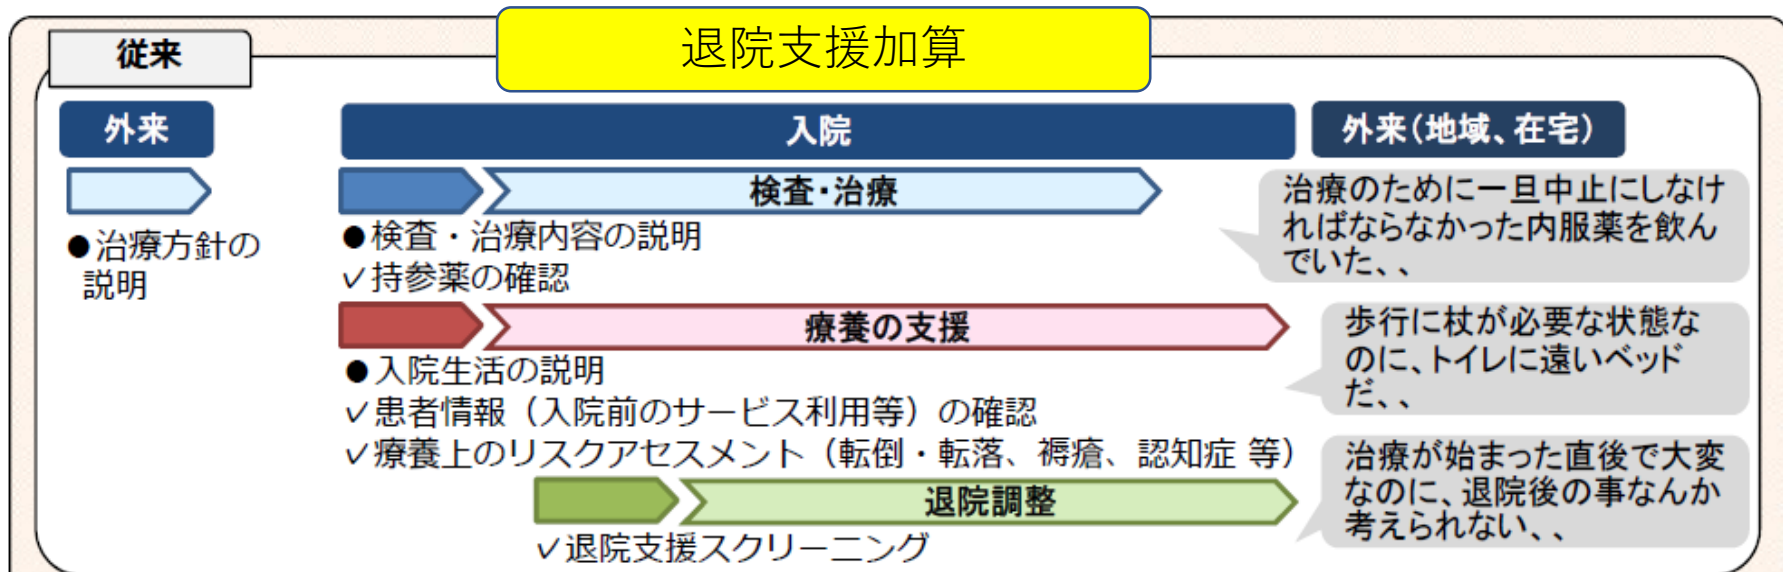 退院支援加算
従来
外来
入院
外来(地域、在宅)
検査・治療
●治療方針の
説明
●検査・治療内容の説明
✓持参薬の確認
治療のために一旦中止にしなけ
ればならなかった内服薬を飲ん
でいた、、
療養の支援
●入院生活の説明
✓患者情報（入院前のサービス利用等）の確認
✓療養上のリスクアセスメント（転倒・転落、褥瘡、認知症 等）
歩行に杖が必要な状態な
のに、トイレに遠いベッド
だ、、
退院調整
✓退院支援スクリーニング
治療が始まった直後で大変
なのに、退院後の事なんか
考えられない、、